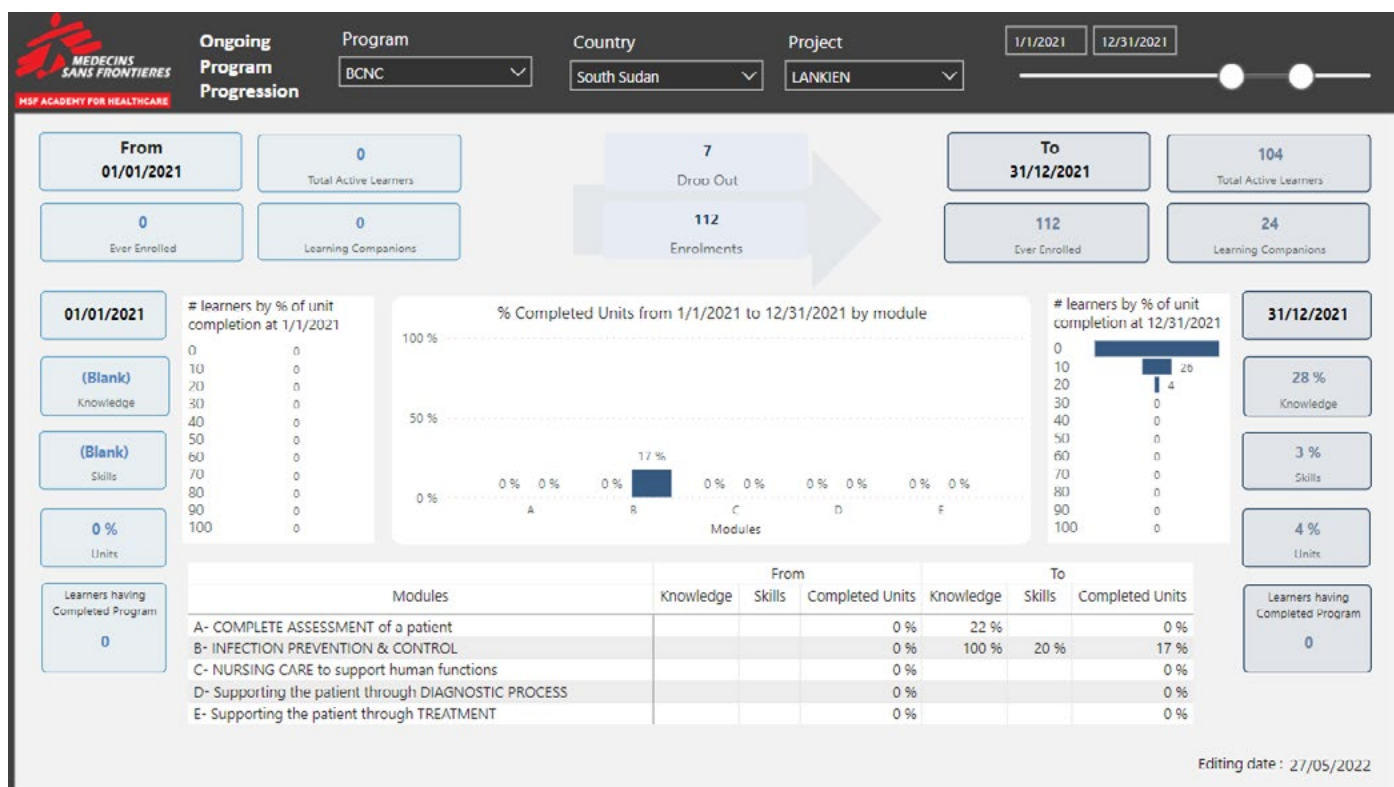 MEDECINS
SANS FRONTIERES
MSF ACADEMY FOR HEALTHCARE
Ongoing
Program
Progression
Program
BCNC
Country
South Sudan
Project
LANKIEN
1/1/2021 12/31/2021
From
01/01/2021
0
Total Active Learners
0
Ever Enrolled
0
Learning Companions
7
Drop Out
112
Enrolments
To
31/12/2021
104
Total Active Learners
112
Ever Enrolled
24
Learning Companions
01/01/2021
(Blank)
Knowledge
(Blank)
Skills
0 %
Units
Learners having
Completed Program
0
# learners by % of unit
completion at 1/1/2021
0 0
10 0
20 0
30 0
40 0
50 0
60 0
70 0
80 0
90 0
100 0
% Completed Units from 1/1/2021 to 12/31/2021 by module
100 %
50 %
0 %
0 % 0 % 0 % 17 % 0 % 0 % 0 % 0 % 0 % 0 %
A B C D E
Modules
# learners by % of unit
completion at 12/31/2021
0
10 26
20 4
30 0
40 0
50 0
60 0
70 0
80 0
90 0
100 0
31/12/2021
28 %
Knowledge
3 %
Skills
4 %
Units
Learners having
Completed Program
0
From To
Modules Knowledge Skills Completed Units Knowledge Skills Completed Units
A- COMPLETE ASSESSMENT of a patient 0 % 22 % 0 %
B- INFECTION PREVENTION & CONTROL 0 % 100 % 20 % 17 %
C- NURSING CARE to support human functions 0 % 0 %
D- Supporting the patient through DIAGNOSTIC PROCESS 0 % 0 %
E- Supporting the patient through TREATMENT 0 % 0 %
Editing date : 27/05/2022